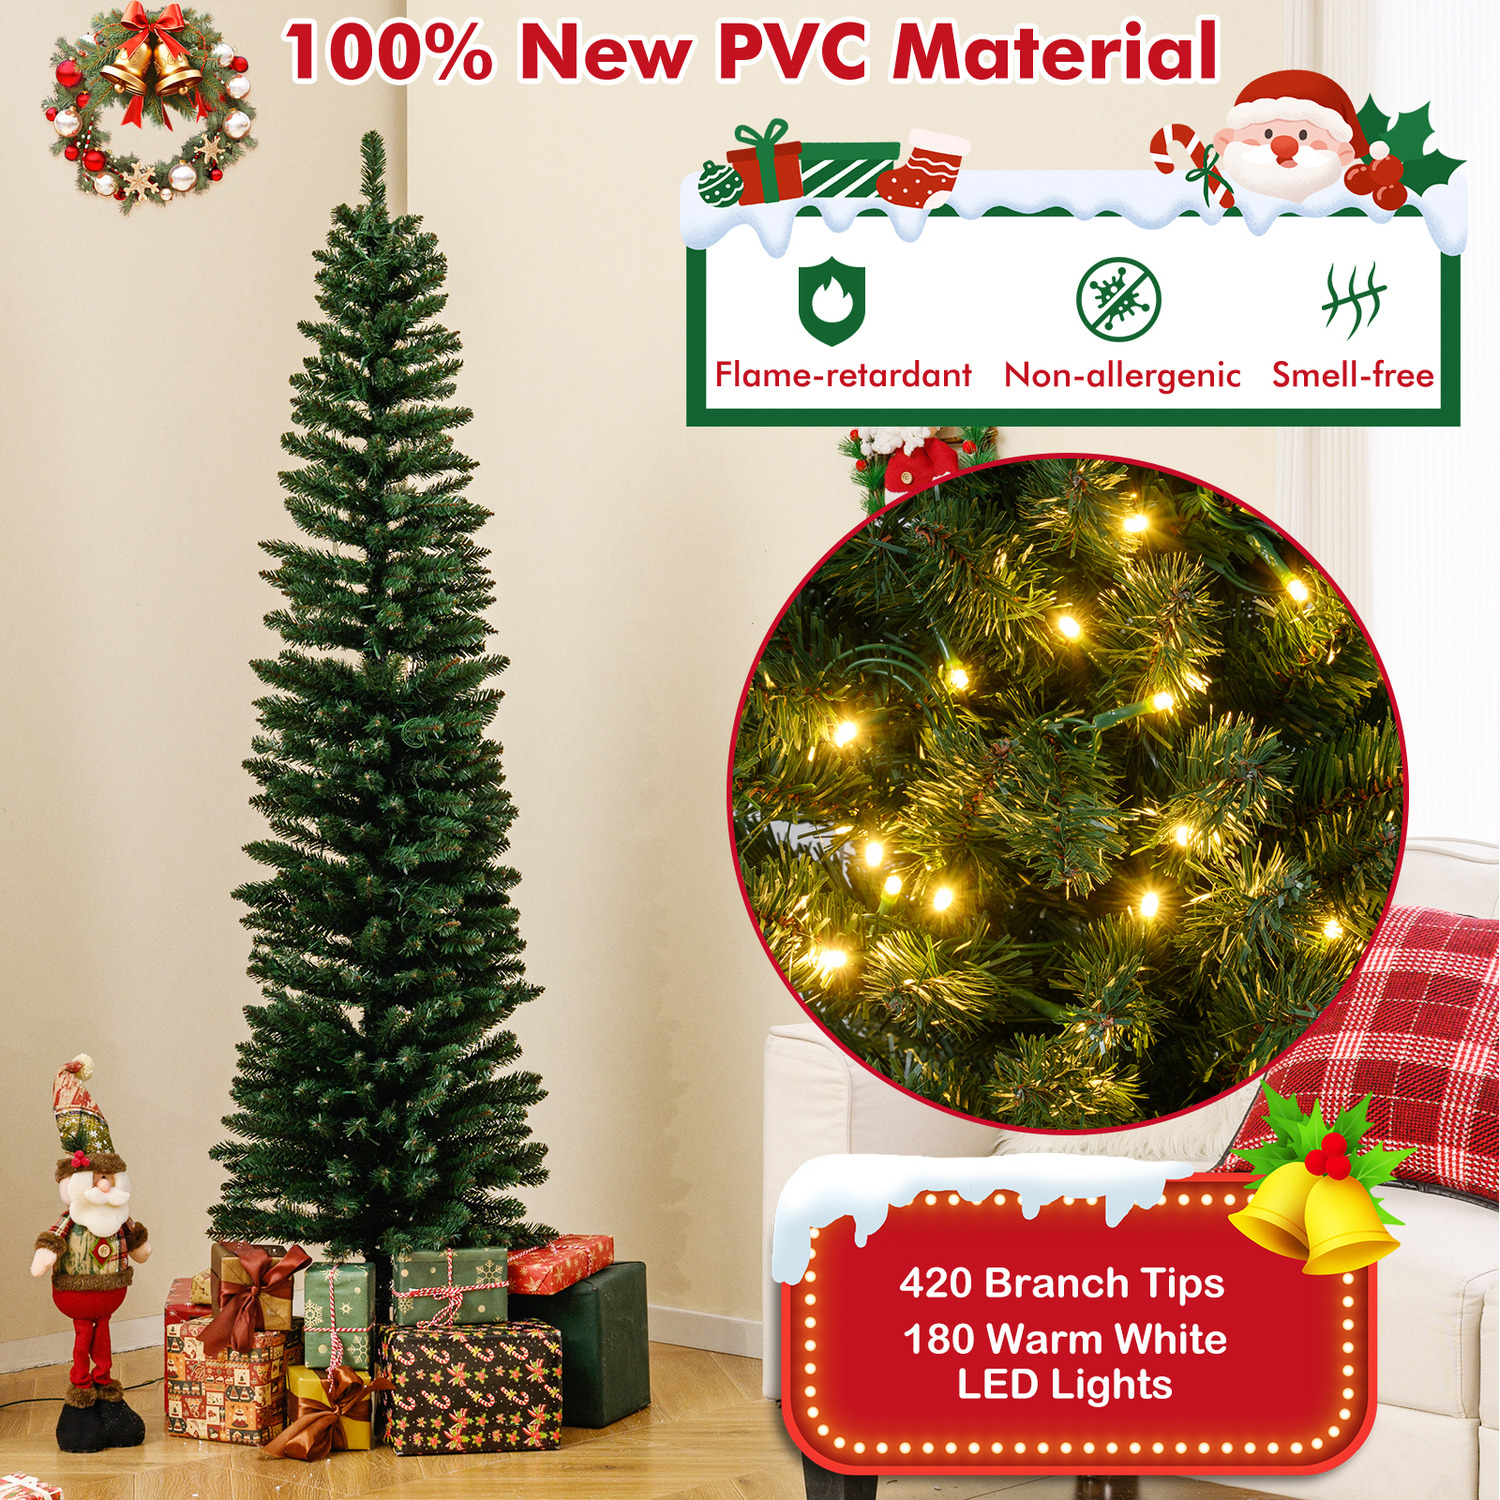 100% New PVC Material
Flame-retardant Non-allergenic Smell-free
420 Branch Tips
180 Warm White
LED Lights